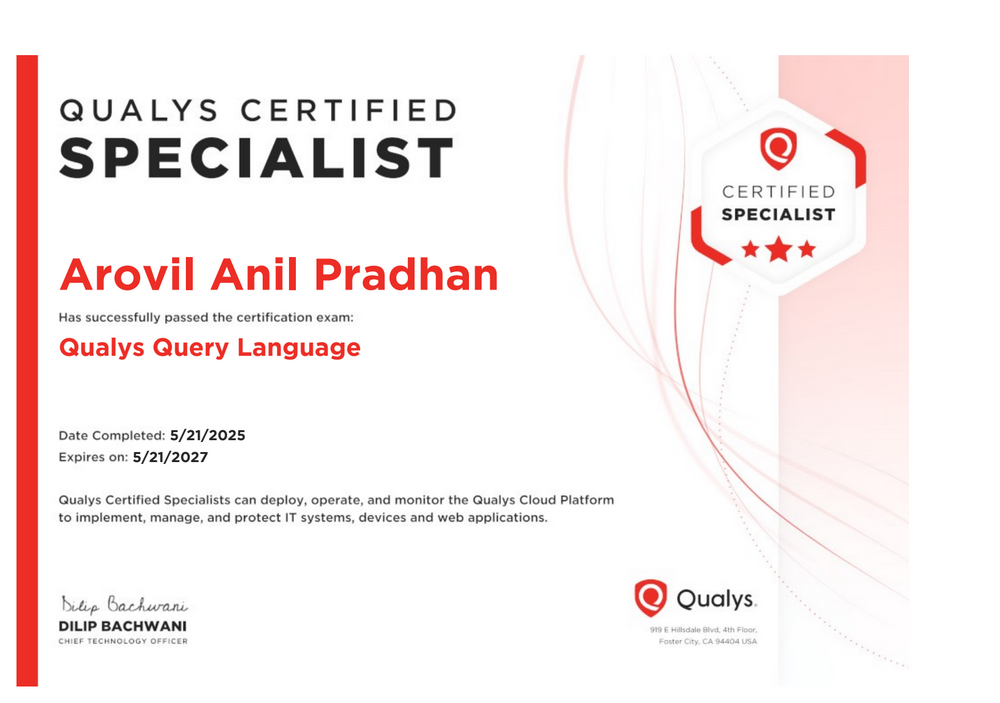 QUALYS CERTIFIED
SPECIALIST
CERTIFIED
SPECIALIST
Arovil Anil Pradhan
Has successfully passed the certification exam:
Qualys Query Language
Date Completed: 5/21/2025
Expires on: 5/21/2027
Qualys Certified Specialists can deploy, operate, and monitor the Qualys Cloud Platform
to implement, manage, and protect IT systems, devices and web applications.
Dilip Bachwani
DILIP BACHWANI
CHIEF TECHNOLOGY OFFICER
Qualys.
919 E Hillsdale Blvd, 4th Floor,
Foster City, CA 94404 USA